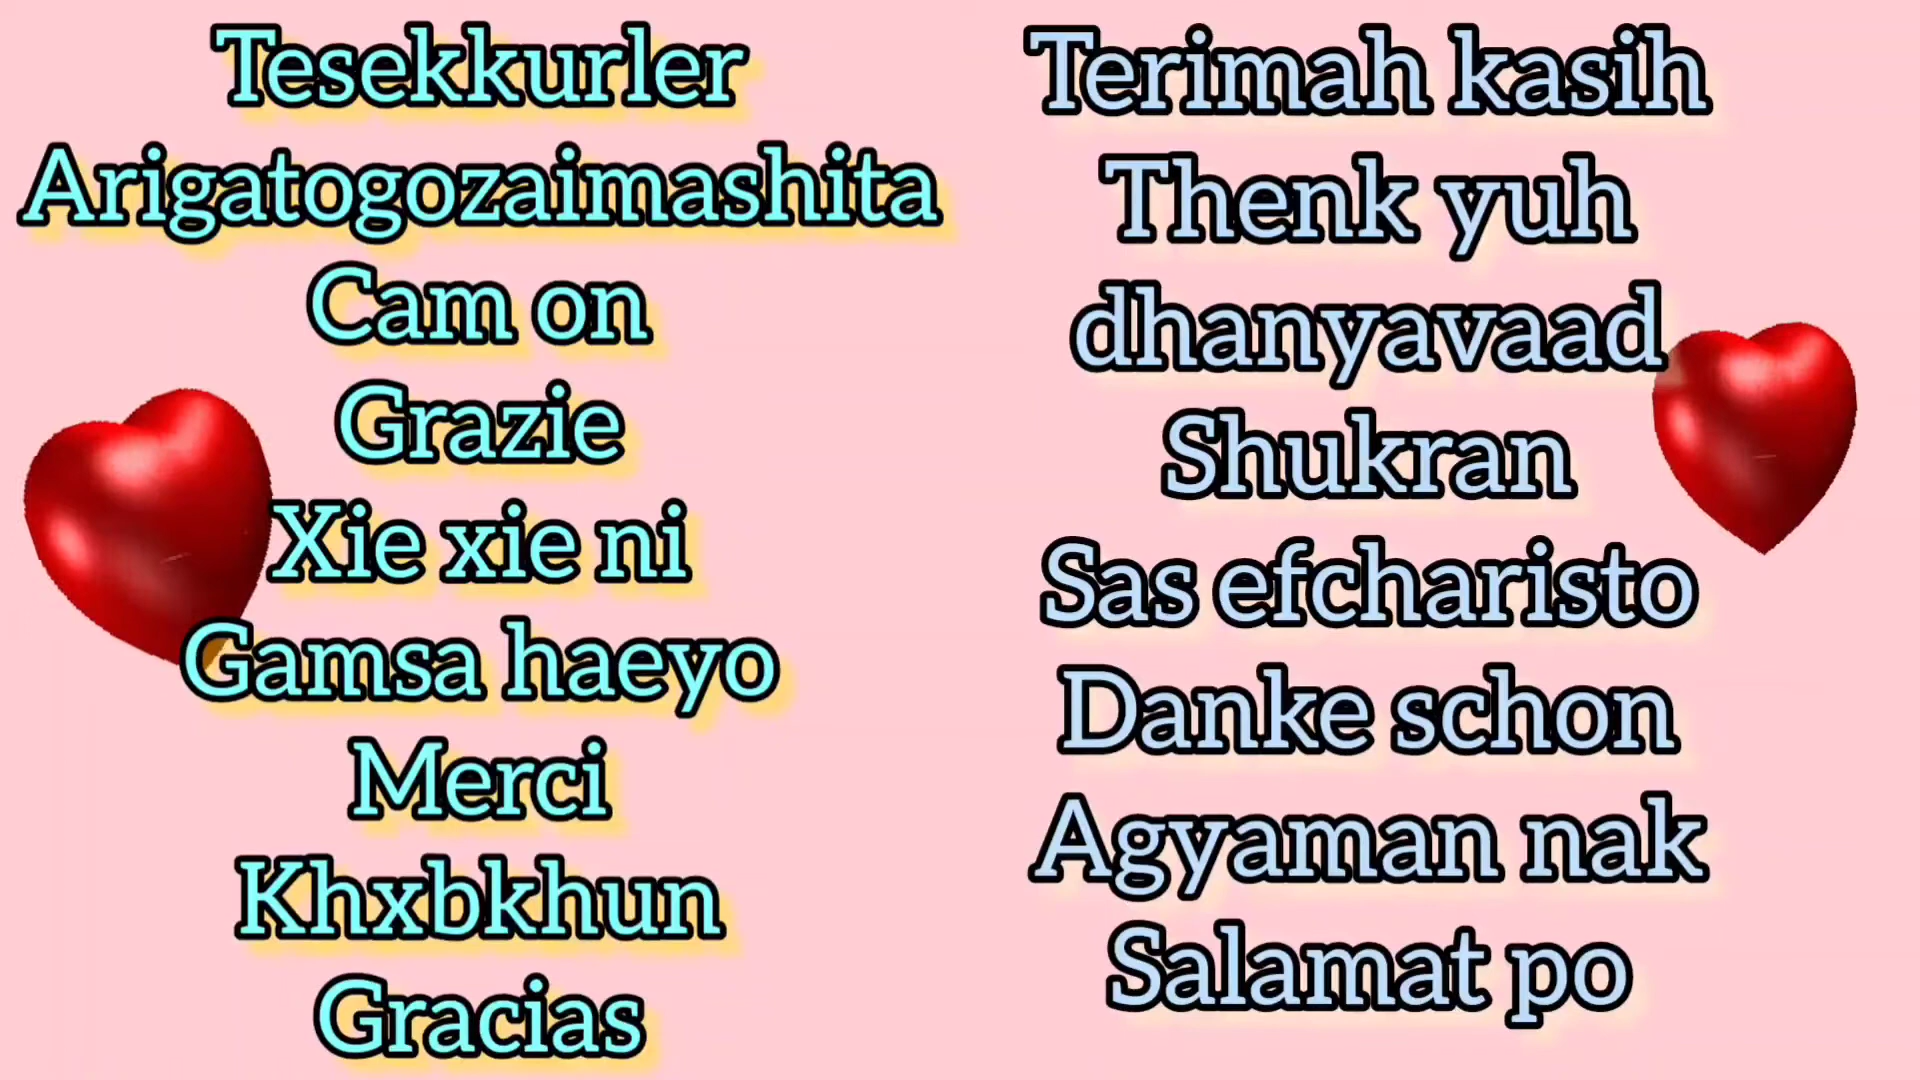 Tesekkurler
Arigatogozaimashita
Cam on
Grazie
Xie xie ni
Gamsa haeyo
Merci
Khxbkhun
Gracias
Terimah kasih
Thenk yuh
dhanyavaad
Shukran
Sas efcharisto
Danke schon
Agyaman nak
Salamat po